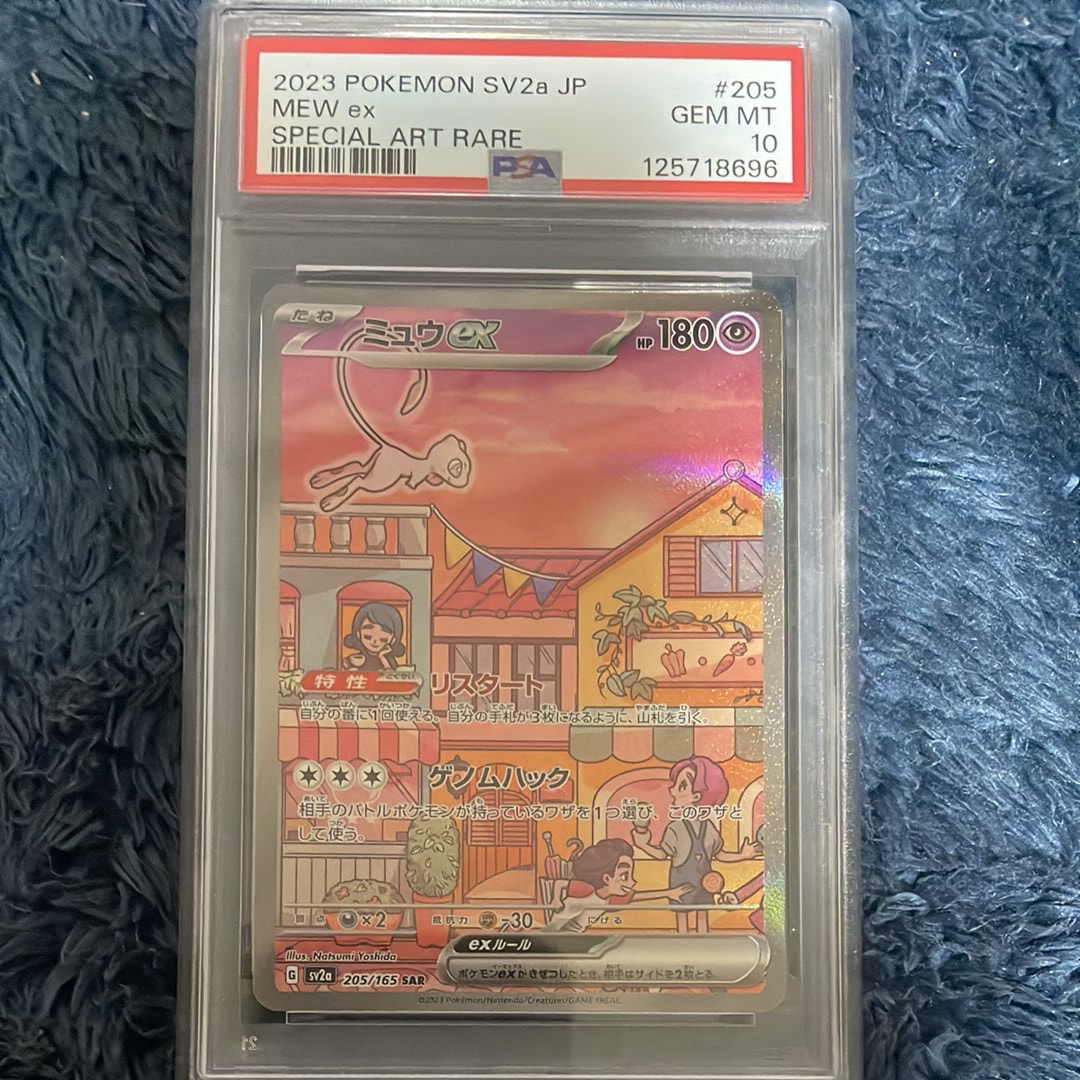 2023 POKEMON SV2a JP #205
MEW ex GEM MT
SPECIAL ART RARE 10
PSA 125718696
たね ミュウex HP 180
特性 リスタート
自分の番に1回使える。自分の手札が3枚になるように、山札を引く。
ゲノムハック
相手のバトルポケモンが持っているワザを1つ選び、このワザと
して使う。
弱点 ×2 抵抗力 -30 にげる
exルール
ポケモンexがきぜつしたとき、相手はサイドを2枚とる。
Illus. Natsumi Yoshida
G sv2a 205/165 SAR
©2023 Pokémon/Nintendo/Creatures/GAME FREAK
21